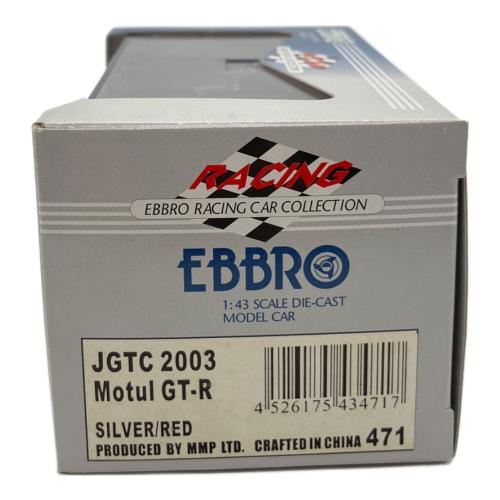 RACING
EBBRO RACING CAR COLLECTION
EBBRO
1:43 SCALE DIE-CAST
MODEL CAR
JGTC 2003
Motul GT-R
4 526175 434717
SILVER/RED
PRODUCED BY MMP LTD. CRAFTED IN CHINA 471